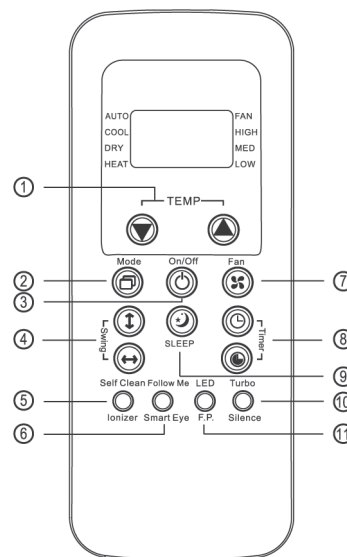 AUTO FAN
COOL HIGH
DRY MED
HEAT LOW
① TEMP
Mode On/Off Fan
② ⑦
③
④ Swing Timer ⑧
SLEEP
⑨
Self Clean Follow Me LED Turbo
⑤ ⑩
Ionizer Smart Eye F.P. Silence
⑥ ⑪